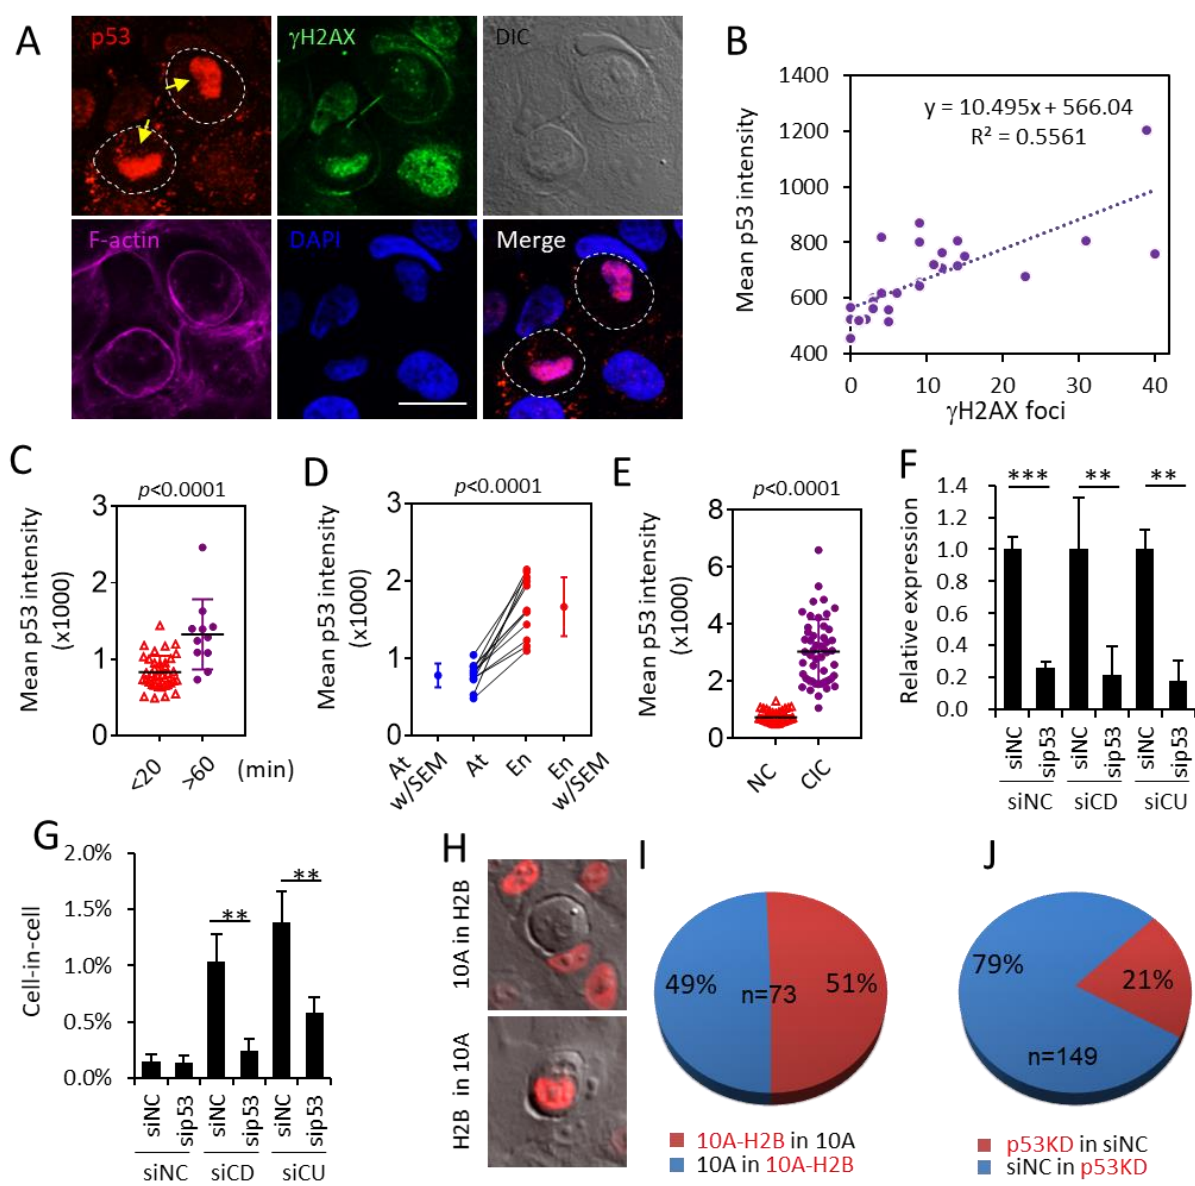 A
p53
γH2AX
DIC
F-actin
DAPI
Merge
B
Mean p53 intensity
1400
1200
1000
800
600
400
y = 10.495x + 566.04
R² = 0.5561
0
10
20
30
40
γH2AX foci
C
p<0.0001
Mean p53 intensity
(x1000)
3
2
1
0
<20
>60
(min)
D
p<0.0001
Mean p53 intensity
(x1000)
3
2
1
0
At
w/SEM
At
En
En
w/SEM
E
p<0.0001
Mean p53 intensity
(x1000)
8
6
4
2
0
NC
CIC
F
Relative expression
1.4
1.2
1.0
0.8
0.6
0.4
0.2
0.0
*** ** **
siNC sip53 siNC sip53 siNC sip53
siNC siCD siCU
G
Cell-in-cell
2.0%
1.5%
1.0%
0.5%
0.0%
** **
siNC sip53 siNC sip53 siNC sip53
siNC siCD siCU
H
10A in H2B
H2B in 10A
I
49%
n=73
51%
10A-H2B in 10A
10A in 10A-H2B
J
79%
21%
n=149
p53KD in siNC
siNC in p53KD